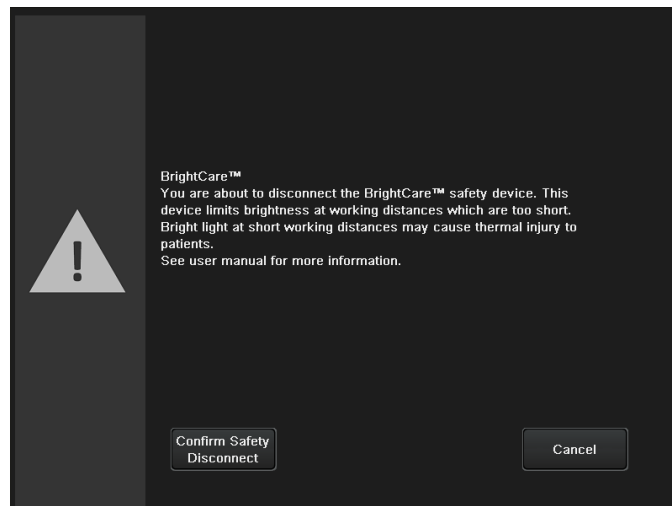 BrightCare™
You are about to disconnect the BrightCare™ safety device. This
device limits brightness at working distances which are too short.
Bright light at short working distances may cause thermal injury to
patients.
See user manual for more information.
Confirm Safety
Disconnect
Cancel